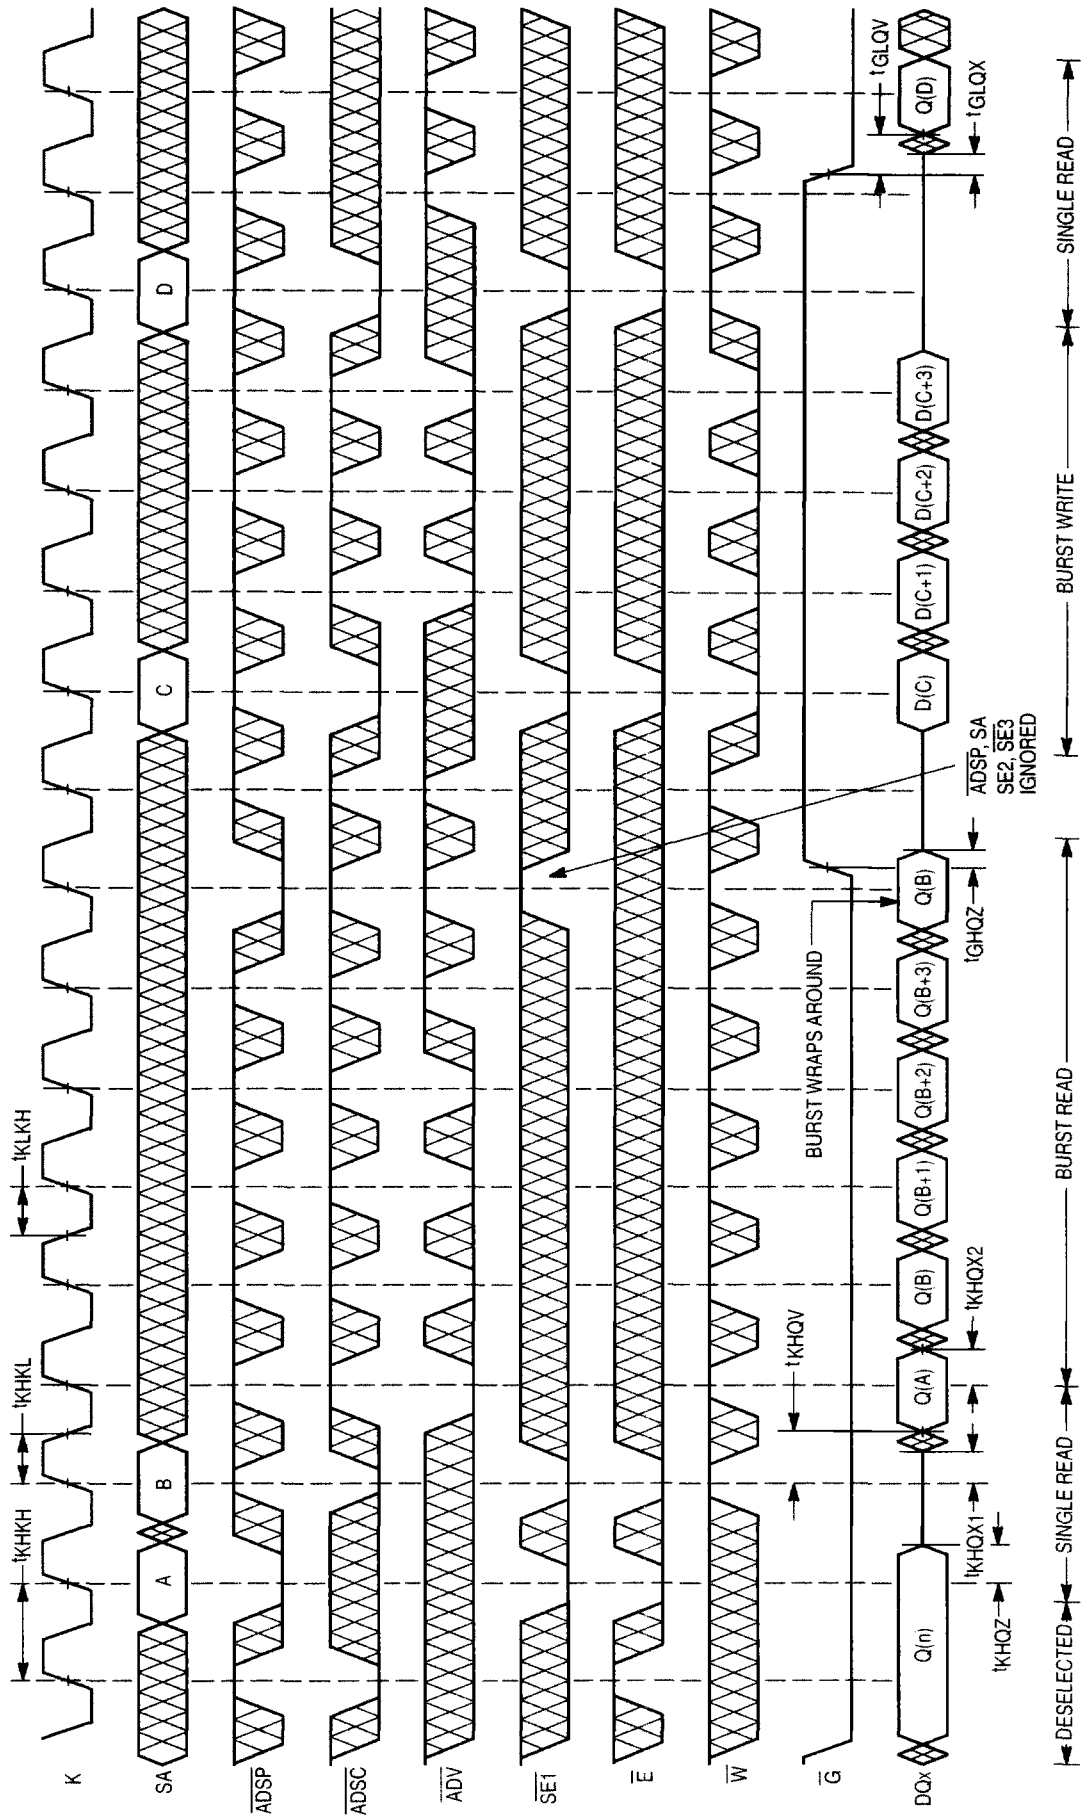 tKHKH
tKHKL
tKLKH
K
SA
A
B
C
D
ADSP
ADSC
ADV
SE1
E
W
G
DQx
tKHQV
BURST WRAPS AROUND
tGLQV
ADSP, SA
SE2, SE3
IGNORED
Q(n)
Q(A)
Q(B)
Q(B+1)
Q(B+2)
Q(B+3)
Q(B)
D(C)
D(C+1)
D(C+2)
D(C+3)
Q(D)
tKHQZ
tKHQX1
tKHQX2
tGHQZ
tGLQX
DESELECTED
SINGLE READ
BURST READ
BURST WRITE
SINGLE READ